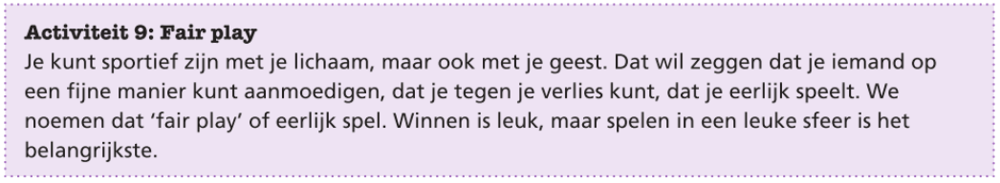 Activiteit 9: Fair play
Je kunt sportief zijn met je lichaam, maar ook met je geest. Dat wil zeggen dat je iemand op
een fijne manier kunt aanmoedigen, dat je tegen je verlies kunt, dat je eerlijk speelt. We
noemen dat ‘fair play’ of eerlijk spel. Winnen is leuk, maar spelen in een leuke sfeer is het
belangrijkste.